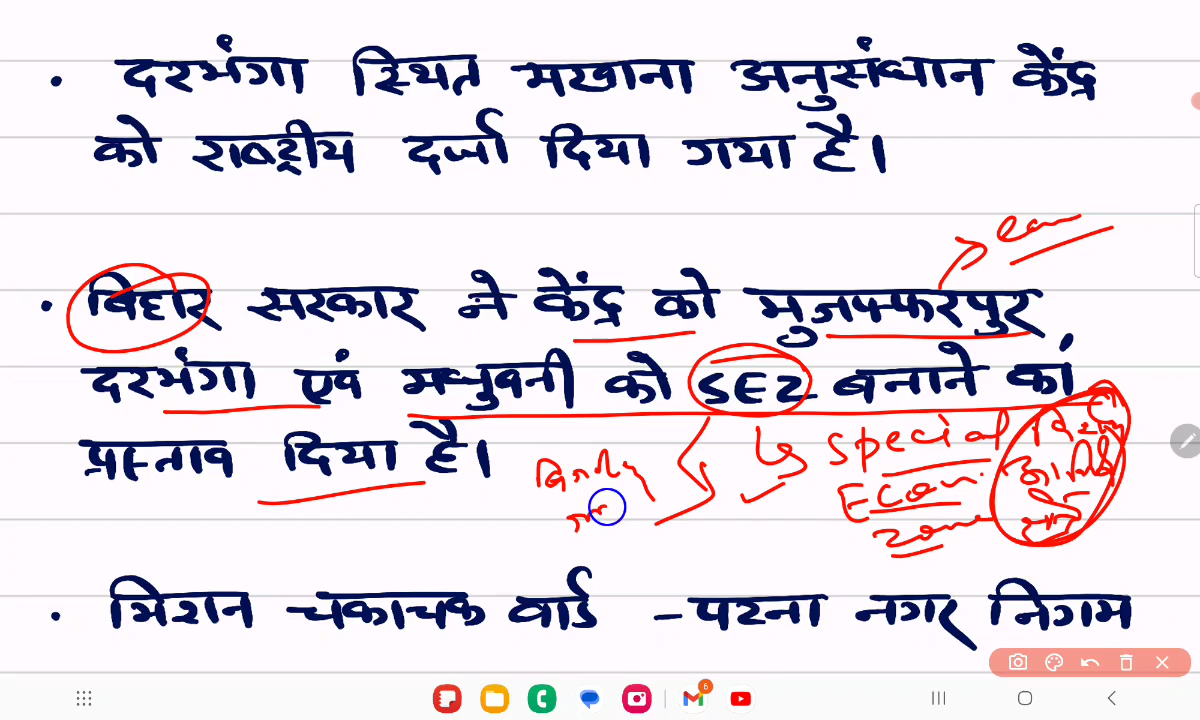 • दरभंगा स्थित मखाना अनुसंधान केंद्र
को राष्ट्रीय दर्जा दिया गया है।
• बिहार सरकार ने केंद्र को मुजफ्फरपुर
दरभंगा एवं मधुबनी को SEZ बनाने कां
प्रस्ताव दिया है।
Special
Econ.
zone
• मिशन चकाचक वार्ड - पटना नगर निगम
6